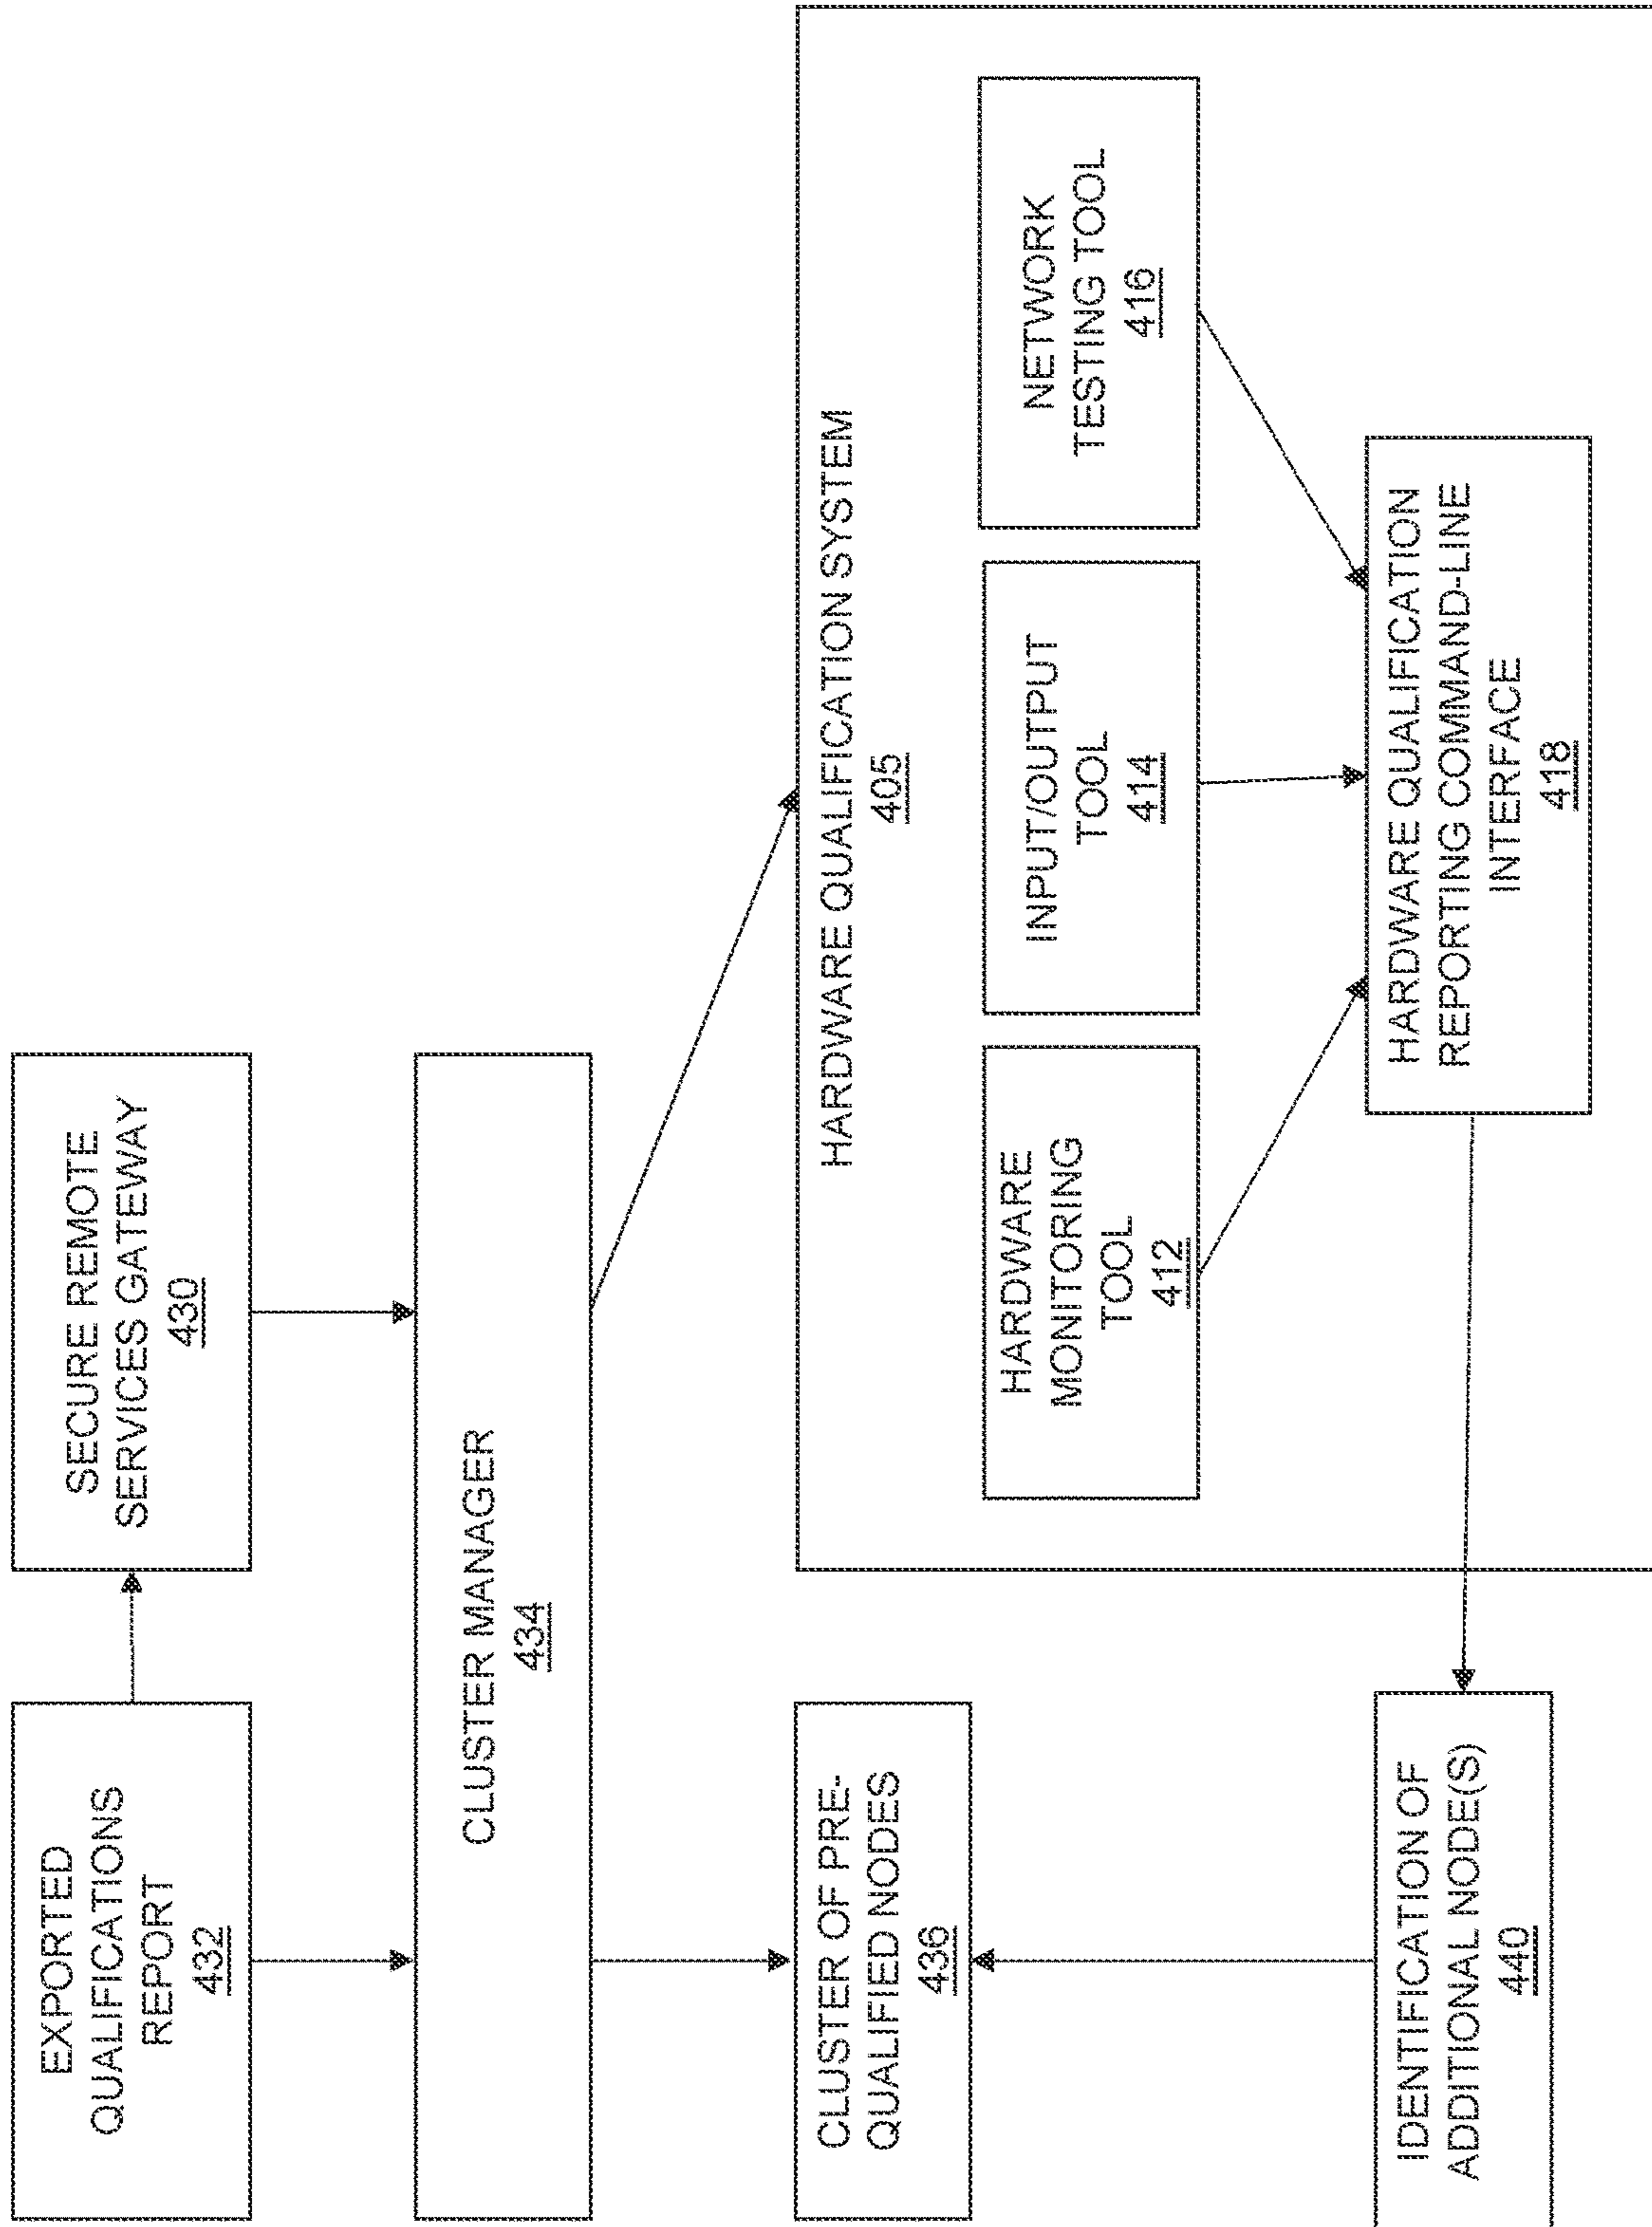 EXPORTED
QUALIFICATIONS
REPORT
432
SECURE REMOTE
SERVICES GATEWAY
430
CLUSTER MANAGER
434
CLUSTER OF PRE-
QUALIFIED NODES
436
HARDWARE QUALIFICATION SYSTEM
405
HARDWARE
MONITORING
TOOL
412
INPUT/OUTPUT
TOOL
414
NETWORK
TESTING TOOL
416
HARDWARE QUALIFICATION
REPORTING COMMAND-LINE
INTERFACE
418
IDENTIFICATION OF
ADDITIONAL NODE(S)
440